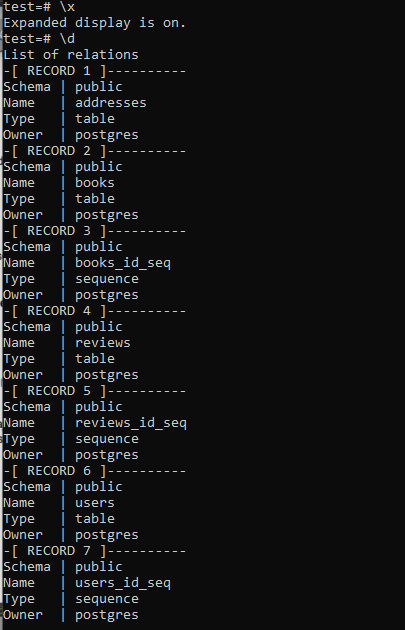 test=# \x
Expanded display is on.
test=# \d
List of relations
-[ RECORD 1 ]----------
Schema | public
Name   | addresses
Type   | table
Owner  | postgres
-[ RECORD 2 ]----------
Schema | public
Name   | books
Type   | table
Owner  | postgres
-[ RECORD 3 ]----------
Schema | public
Name   | books_id_seq
Type   | sequence
Owner  | postgres
-[ RECORD 4 ]----------
Schema | public
Name   | reviews
Type   | table
Owner  | postgres
-[ RECORD 5 ]----------
Schema | public
Name   | reviews_id_seq
Type   | sequence
Owner  | postgres
-[ RECORD 6 ]----------
Schema | public
Name   | users
Type   | table
Owner  | postgres
-[ RECORD 7 ]----------
Schema | public
Name   | users_id_seq
Type   | sequence
Owner  | postgres